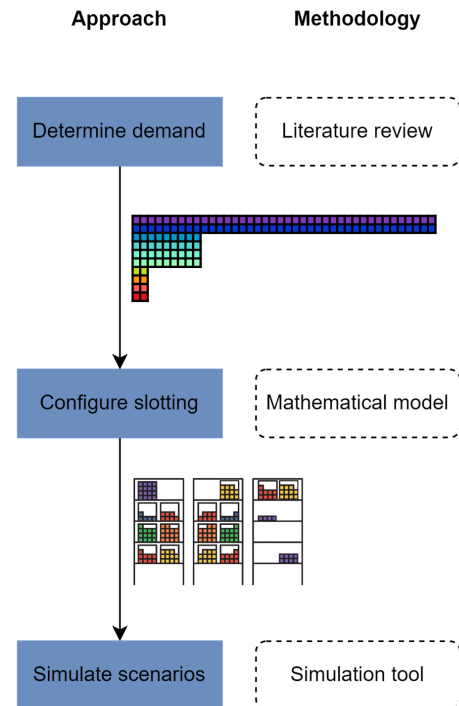 Approach
Methodology
Determine demand
Literature review
Configure slotting
Mathematical model
Simulate scenarios
Simulation tool